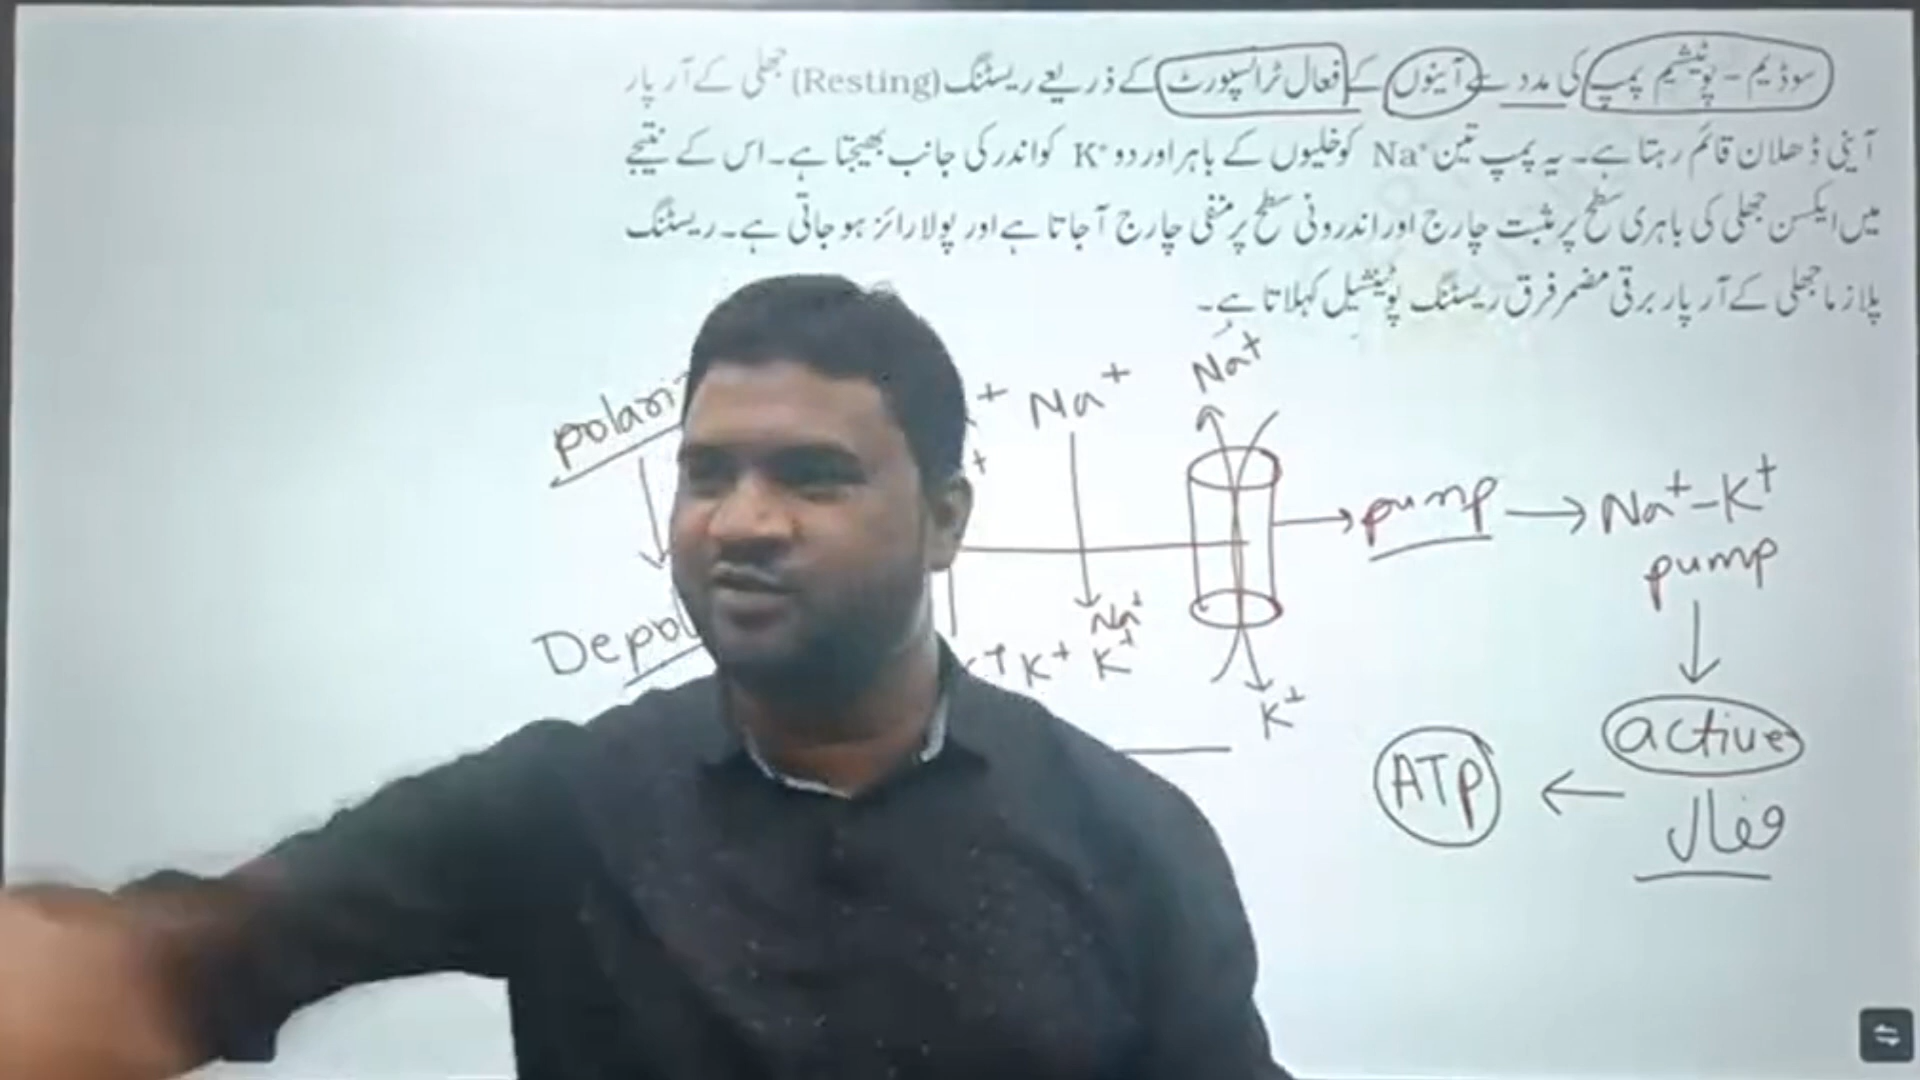 سوڈیم - پوٹیشیم پمپ کی مدد سے آینوں کے فعال ٹرانسپورٹ کے ذریعے ریسٹنگ (Resting) جھلی کے آر پار
آینی ڈھلان قائم رہتا ہے۔ یہ پمپ تین Na⁺ کو خلیوں کے باہر اور دو K⁺ کو اندر کی جانب بھیجتا ہے۔ اس کے نتیجے
میں ایکسن جھلی کی باہری سطح پر مثبت چارج اور اندرونی سطح پر منفی چارج آ جاتا ہے اور پولارائز ہو جاتی ہے۔ ریسٹنگ
پلازما جھلی کے آر پار برقی مضمر فرق ریسٹنگ پوٹینشیل کہلاتا ہے۔
Na⁺
Na⁺
pump → Na⁺-K⁺
pump
Na⁺
K⁺ K⁺
K⁺
active
ATP ←
فعال